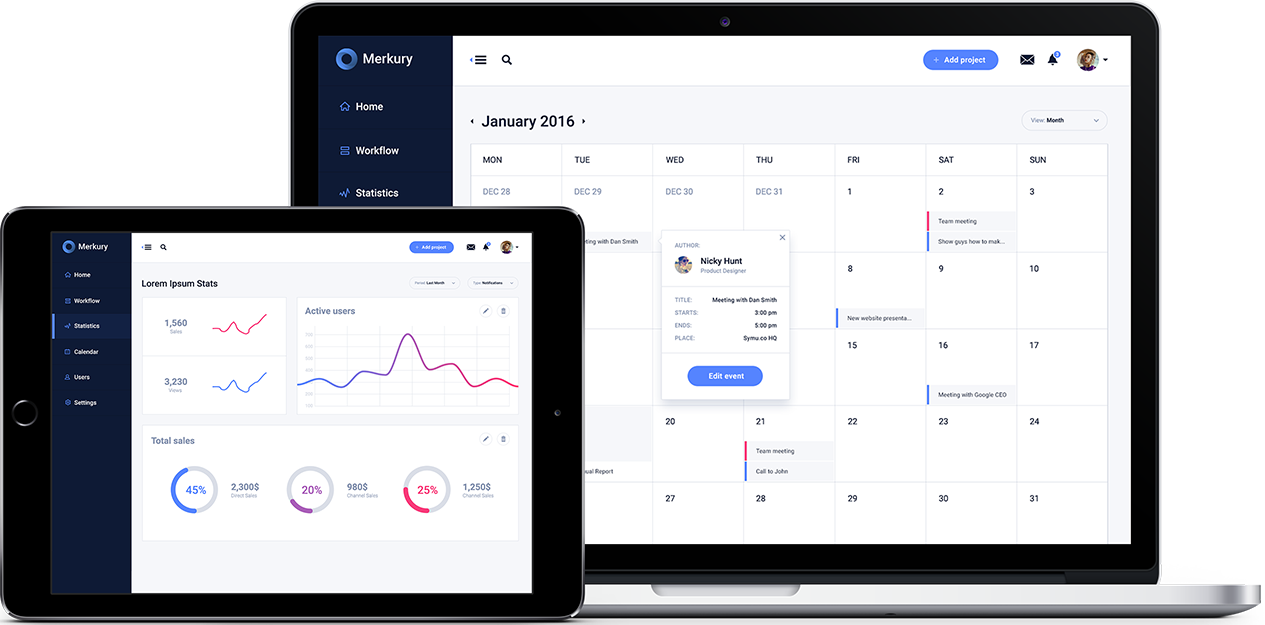 Merkury
+ Add project
3
Home
January 2016
View: Month
Workflow
MON TUE WED THU FRI SAT SUN
Statistics
DEC 28 DEC 29 DEC 30 DEC 31 1 2 3
Team meeting
ting with Dan Smith
Show guys how to mak...
AUTHOR:
Nicky Hunt
Product Designer
8 9 10
TITLE: Meeting with Dan Smith
STARTS: 3:00 pm
New website presenta...
ENDS: 5:00 pm
PLACE: Symu.co HQ
15 16 17
Edit event
Meeting with Google CEO
20 21 22 23 24
Team meeting
ual Report
Call to John
27 28 29 30 31
Merkury
+ Add project
Home
Workflow
Statistics
Calendar
Users
Settings
Lorem Ipsum Stats
Period: Last Month
Type: Notifications
1,560
Sales
3,230
Views
Active users
Total sales
45%
2,300$
Direct Sales
20%
980$
Channel Sales
25%
1,250$
Channel Sales